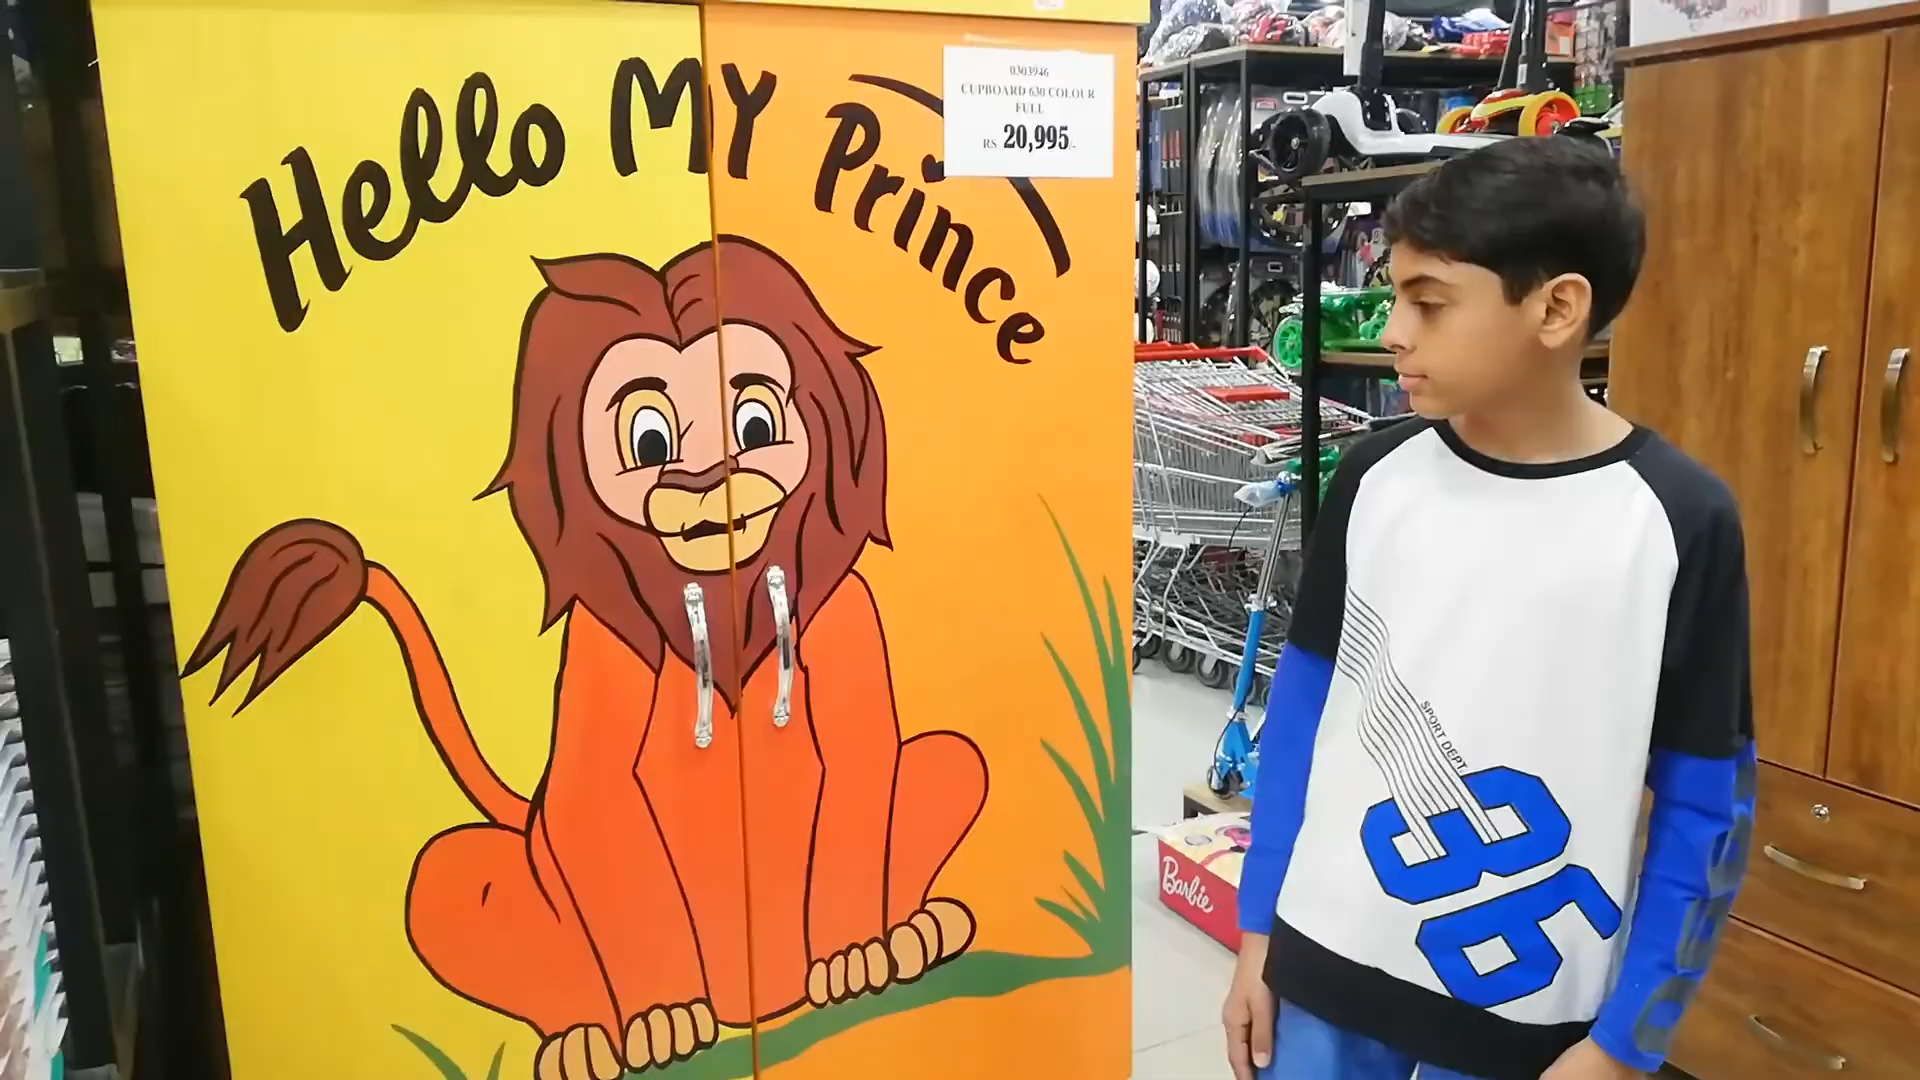 Hello MY Prince
0303946
CUPBOARD 630 COLOUR
FULL
RS 20,995/-
SPORT DEPT.
36
Barbie